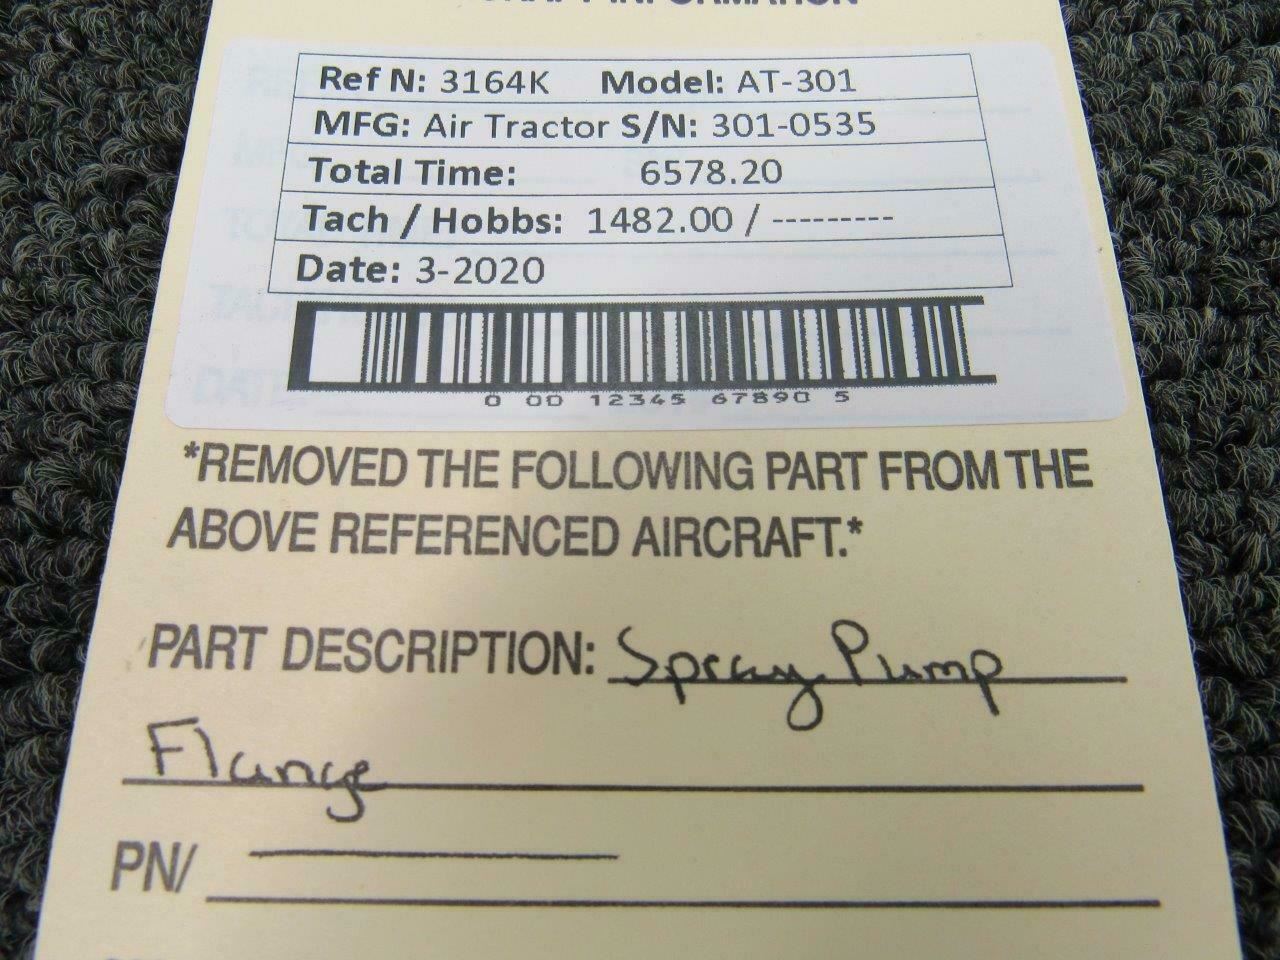 INFORMATION
Ref N: 3164K Model: AT-301
MFG: Air Tractor S/N: 301-0535
Total Time: 6578.20
Tach / Hobbs: 1482.00 / ---------
Date: 3-2020
0 00 12345 67890 5
*REMOVED THE FOLLOWING PART FROM THE
ABOVE REFERENCED AIRCRAFT.*
PART DESCRIPTION: Spray Pump
Flange
PN/